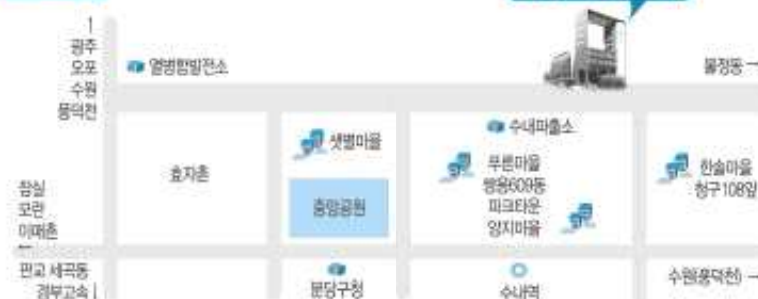 광주
오포
수원
풍덕천
열병합발전소
불정동 →
효자촌
샛별마을
중앙공원
수내파출소
푸른마을
쌍용609동
파크타운
양지마을
한솔마을
청구108앞
잠실
모란
이매촌
←
판교 세곡동
경부고속
분당구청
수내역
수원(풍덕천) →